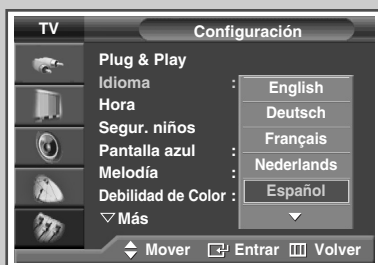 TV Configuración
Plug & Play
Idioma : English
Deutsch
Hora
Français
Segur. niños
Pantalla azul :
Nederlands
Melodía :
Español
Debilidad de Color :
▽Más
Mover Entrar Volver